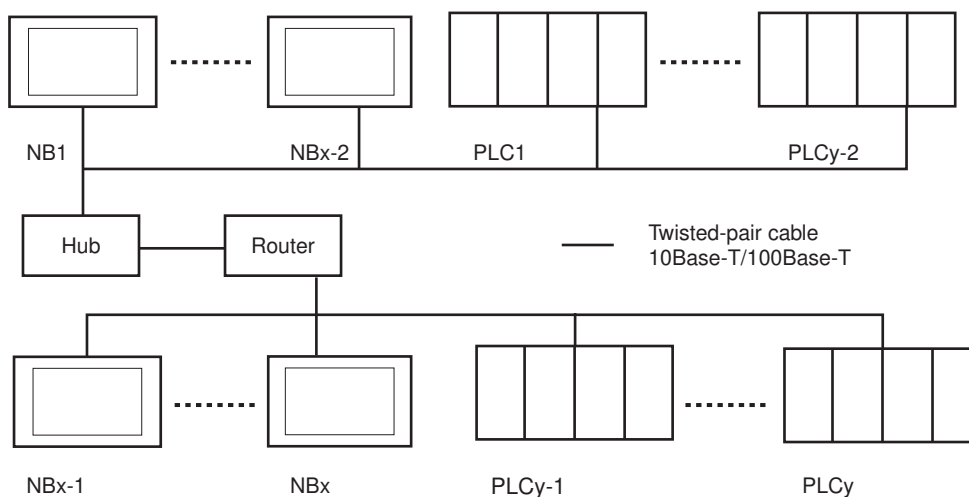 NB1
NBx-2
PLC1
PLCy-2
Hub
Router
Twisted-pair cable
10Base-T/100Base-T
NBx-1
NBx
PLCy-1
PLCy